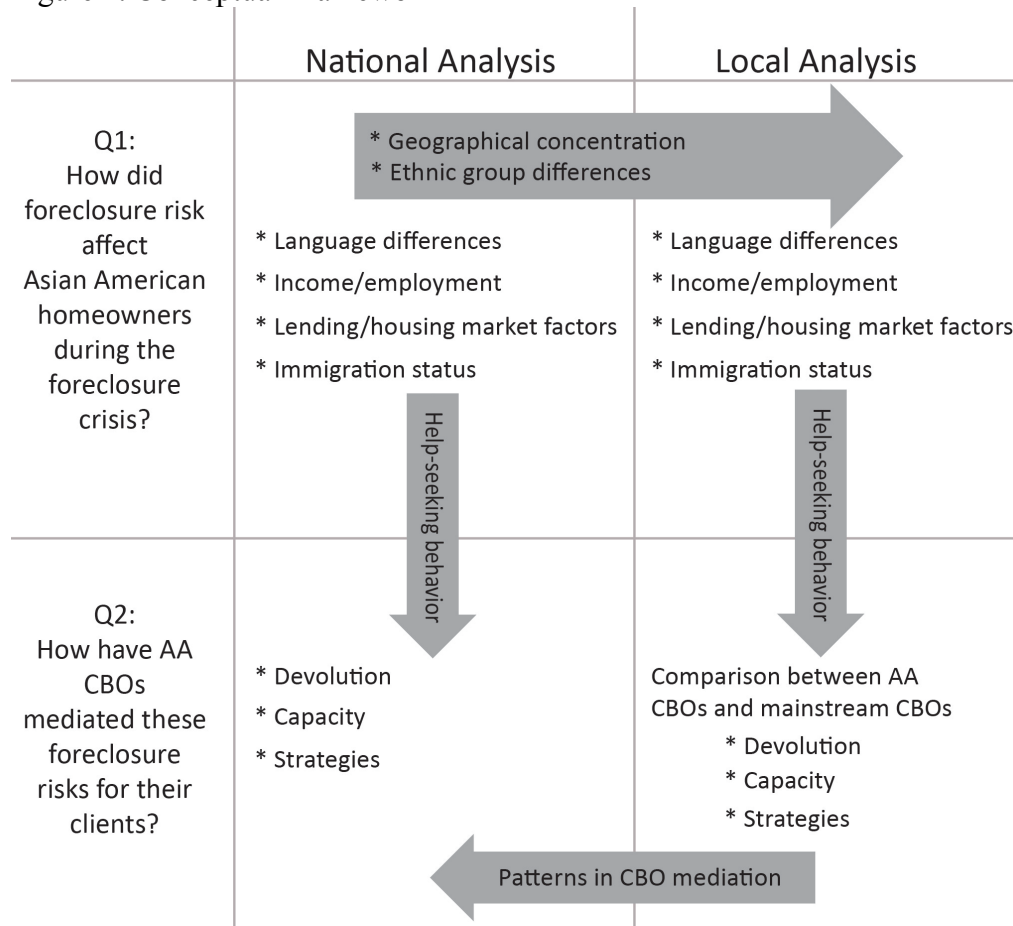 National Analysis
Local Analysis
Q1:
How did
foreclosure risk
affect
Asian American
homeowners
during the
foreclosure
crisis?
* Geographical concentration
* Ethnic group differences
* Language differences
* Income/employment
* Lending/housing market factors
* Immigration status
* Language differences
* Income/employment
* Lending/housing market factors
* Immigration status
Help-seeking behavior
Help-seeking behavior
Q2:
How have AA
CBOs
mediated these
foreclosure
risks for their
clients?
* Devolution
* Capacity
* Strategies
Comparison between AA
CBOs and mainstream CBOs
* Devolution
* Capacity
* Strategies
Patterns in CBO mediation